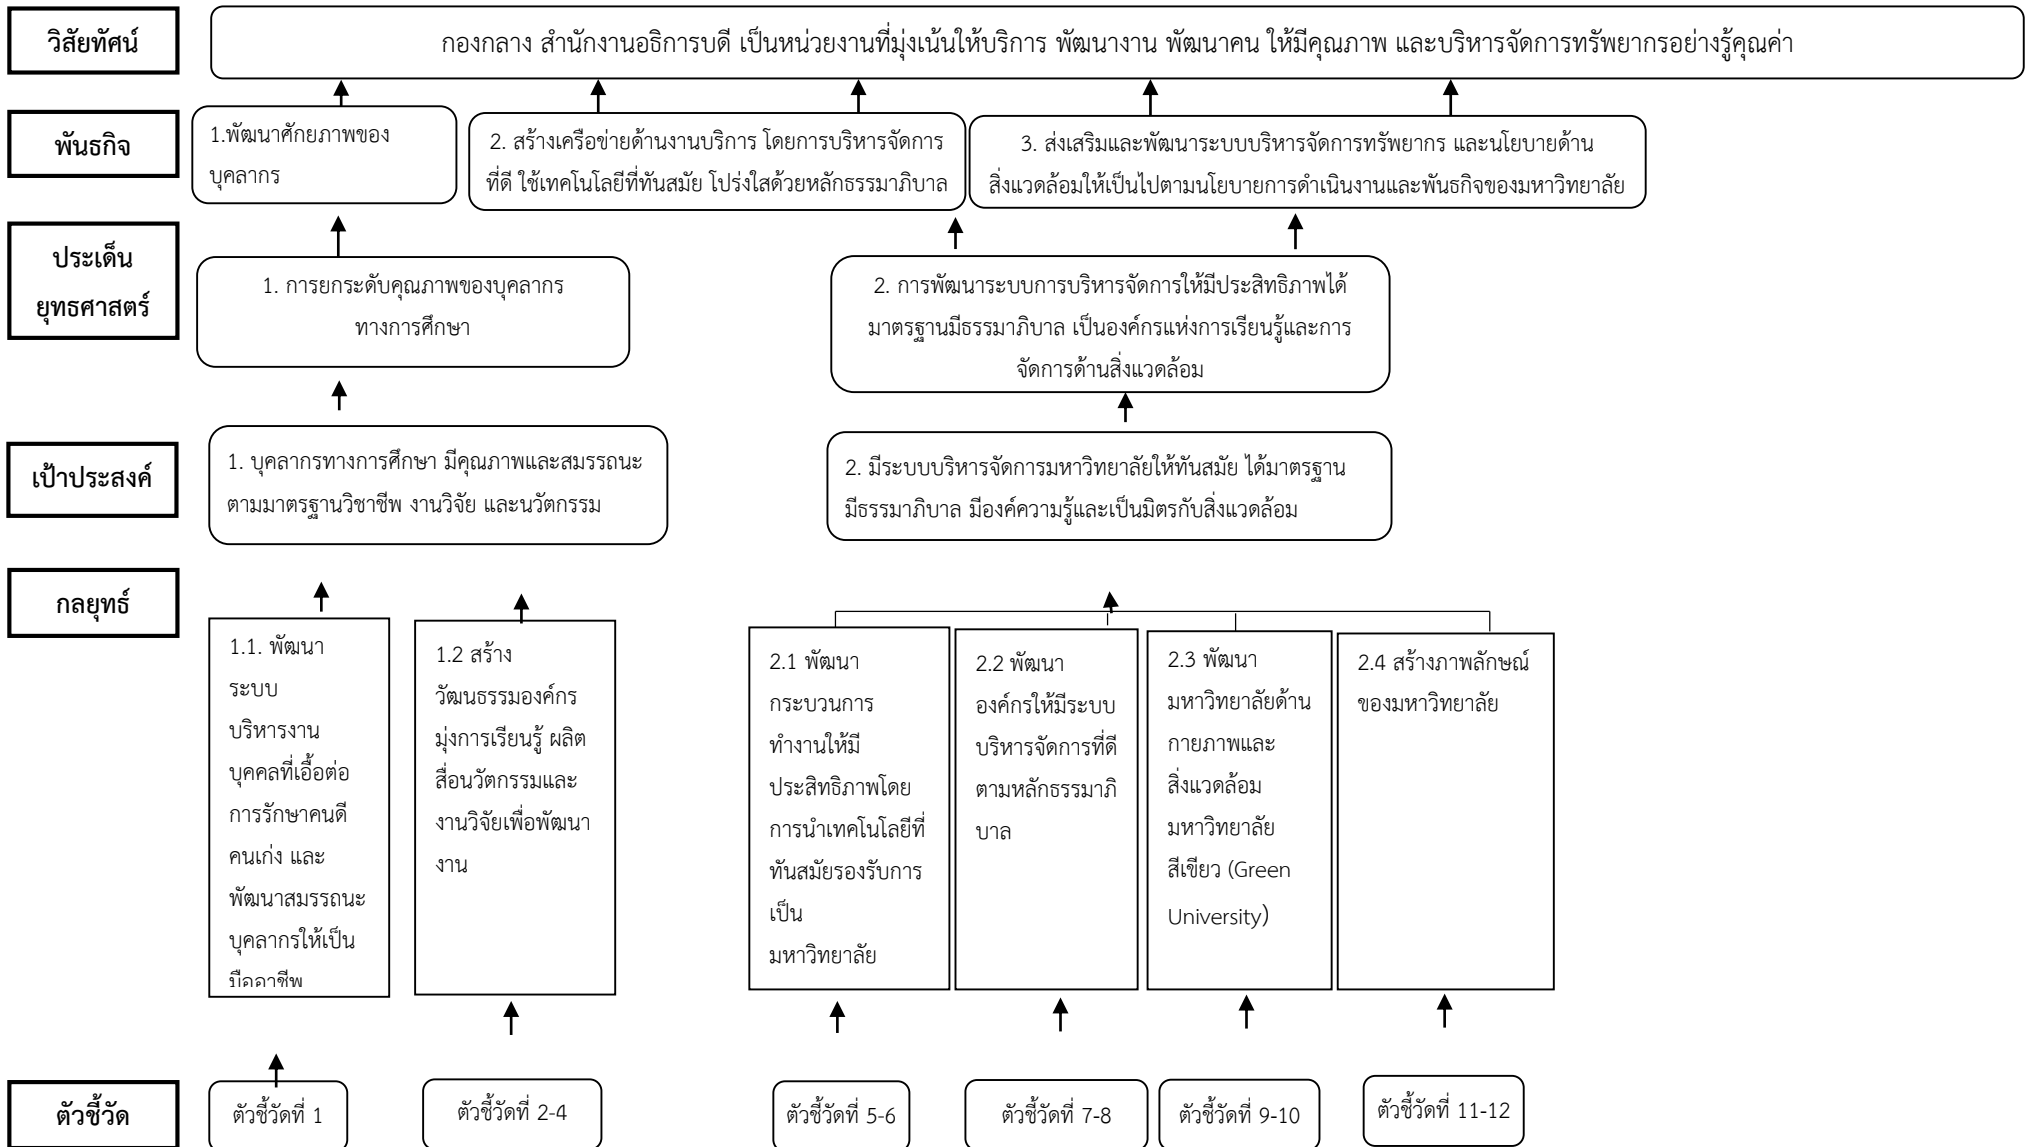 วิสัยทัศน์
กองกลาง สำนักงานอธิการบดี เป็นหน่วยงานที่มุ่งเน้นให้บริการ พัฒนางาน พัฒนาคน ให้มีคุณภาพ และบริหารจัดการทรัพยากรอย่างรู้คุณค่า
พันธกิจ
1.พัฒนาศักยภาพของ
บุคลากร
2. สร้างเครือข่ายด้านงานบริการ โดยการบริหารจัดการ
ที่ดี ใช้เทคโนโลยีที่ทันสมัย โปร่งใสด้วยหลักธรรมาภิบาล
3. ส่งเสริมและพัฒนาระบบบริหารจัดการทรัพยากร และนโยบายด้าน
สิ่งแวดล้อมให้เป็นไปตามนโยบายการดำเนินงานและพันธกิจของมหาวิทยาลัย
ประเด็น
ยุทธศาสตร์
1. การยกระดับคุณภาพของบุคลากร
ทางการศึกษา
2. การพัฒนาระบบการบริหารจัดการให้มีประสิทธิภาพได้
มาตรฐานมีธรรมาภิบาล เป็นองค์กรแห่งการเรียนรู้และการ
จัดการด้านสิ่งแวดล้อม
เป้าประสงค์
1. บุคลากรทางการศึกษา มีคุณภาพและสมรรถนะ
ตามมาตรฐานวิชาชีพ งานวิจัย และนวัตกรรม
2. มีระบบบริหารจัดการมหาวิทยาลัยให้ทันสมัย ได้มาตรฐาน
มีธรรมาภิบาล มีองค์ความรู้และเป็นมิตรกับสิ่งแวดล้อม
กลยุทธ์
1.1. พัฒนา
ระบบ
บริหารงาน
บุคคลที่เอื้อต่อ
การรักษาคนดี
คนเก่ง และ
พัฒนาสมรรถนะ
บุคลากรให้เป็น
มืออาชีพ
1.2 สร้าง
วัฒนธรรมองค์กร
มุ่งการเรียนรู้ ผลิต
สื่อนวัตกรรมและ
งานวิจัยเพื่อพัฒนา
งาน
2.1 พัฒนา
กระบวนการ
ทำงานให้มี
ประสิทธิภาพโดย
การนำเทคโนโลยีที่
ทันสมัยรองรับการ
เป็น
มหาวิทยาลัย
2.2 พัฒนา
องค์กรให้มีระบบ
บริหารจัดการที่ดี
ตามหลักธรรมาภิ
บาล
2.3 พัฒนา
มหาวิทยาลัยด้าน
กายภาพและ
สิ่งแวดล้อม
มหาวิทยาลัย
สีเขียว (Green
University)
2.4 สร้างภาพลักษณ์
ของมหาวิทยาลัย
ตัวชี้วัด
ตัวชี้วัดที่ 1
ตัวชี้วัดที่ 2-4
ตัวชี้วัดที่ 5-6
ตัวชี้วัดที่ 7-8
ตัวชี้วัดที่ 9-10
ตัวชี้วัดที่ 11-12